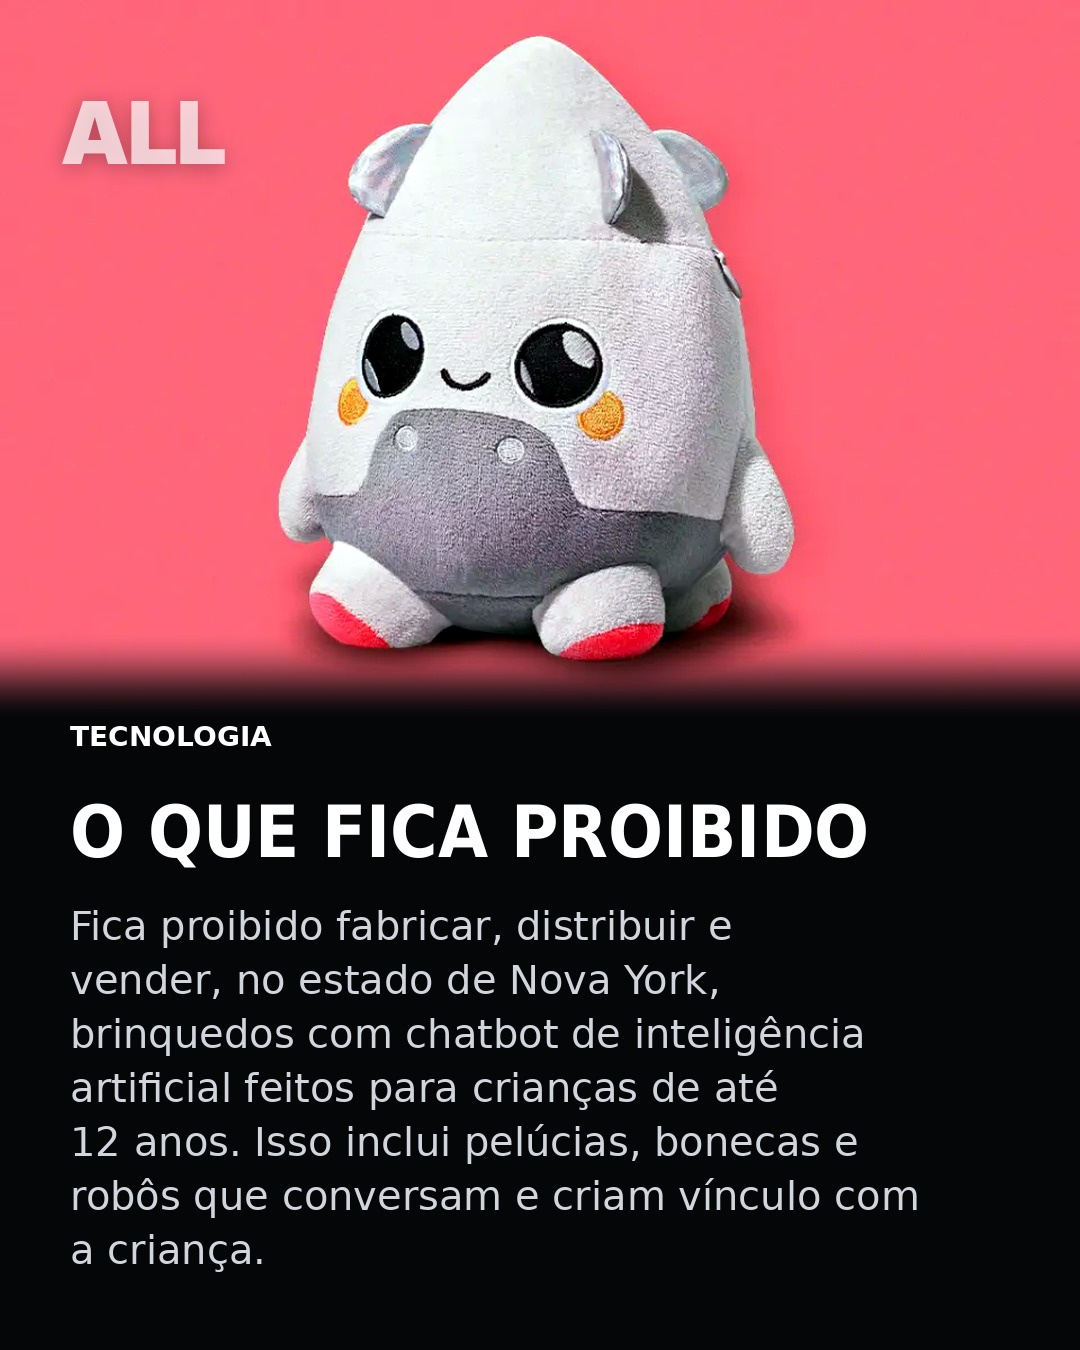 ALL
TECNOLOGIA
O QUE FICA PROIBIDO
Fica proibido fabricar, distribuir e
vender, no estado de Nova York,
brinquedos com chatbot de inteligência
artificial feitos para crianças de até
12 anos. Isso inclui pelúcias, bonecas e
robôs que conversam e criam vínculo com
a criança.